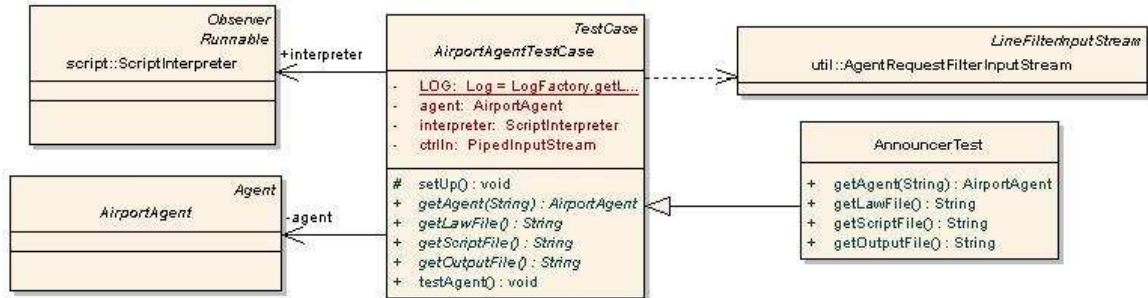 Observer
Runnable
script::ScriptInterpreter
+interpreter
Agent
AirportAgent
-agent
TestCase
AirportAgentTestCase
- LOG: Log = LogFactory.getL...
- agent: AirportAgent
- interpreter: ScriptInterpreter
- ctrlIn: PipedInputStream
# setUp() : void
+ getAgent(String) : AirportAgent
+ getLawFile() : String
+ getScriptFile() : String
+ getOutputFile() : String
+ testAgent() : void
LineFilterInputStream
util::AgentRequestFilterInputStream
AnnouncerTest
+ getAgent(String) : AirportAgent
+ getLawFile() : String
+ getScriptFile() : String
+ getOutputFile() : String